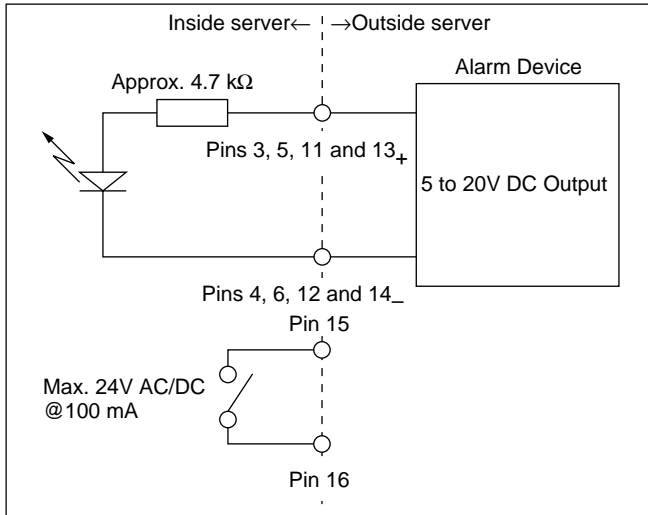 Inside server← →Outside server
Alarm Device
Approx. 4.7 kΩ
Pins 3, 5, 11 and 13 +
5 to 20V DC Output
Pins 4, 6, 12 and 14 –
Pin 15
Max. 24V AC/DC
@100 mA
Pin 16